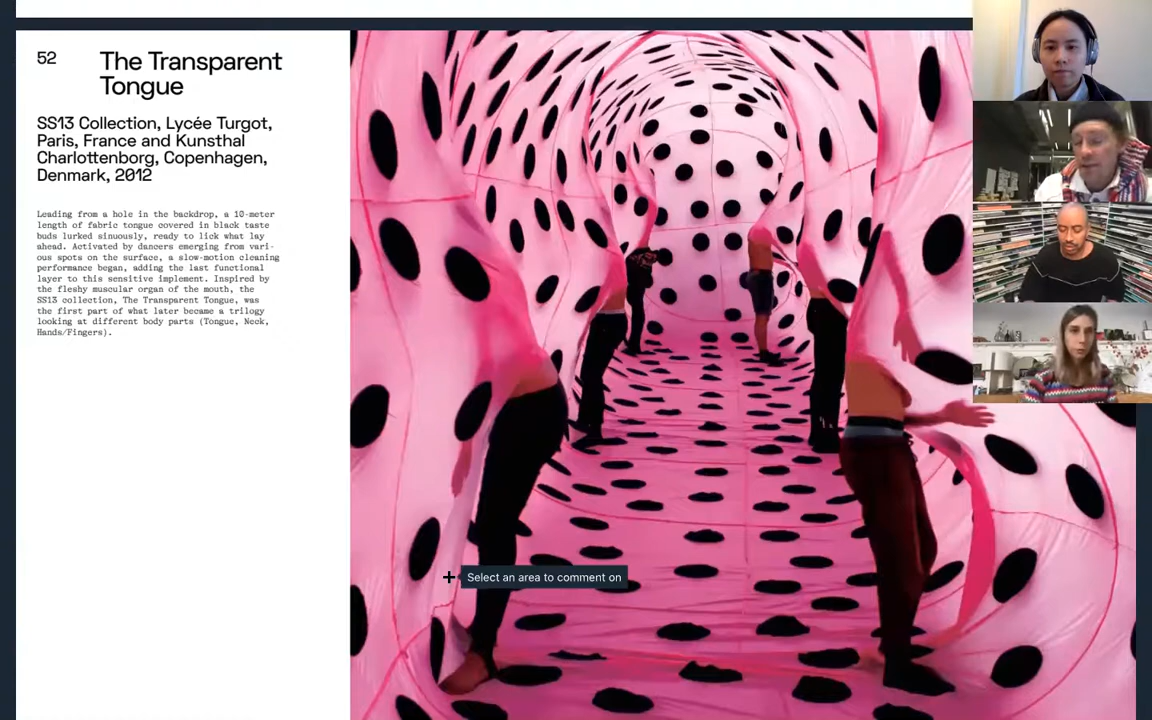 52
The Transparent
Tongue
SS13 Collection, Lycée Turgot,
Paris, France and Kunsthal
Charlottenborg, Copenhagen,
Denmark, 2012
Leading from a hole in the backdrop, a 10-meter
length of fabric tongue covered in black taste
buds lurked sinuously, ready to lick what lay
ahead. Activated by dancers emerging from vari-
ous spots on the surface, a slow-motion cleaning
performance began, adding the last functional
layer to this sensitive implement. Inspired by
the fleshy muscular organ of the mouth, the
SS13 collection, The Transparent Tongue, was
the first part of what later became a trilogy
looking at different body parts (Tongue, Neck,
Hands/Fingers).
Select an area to comment on